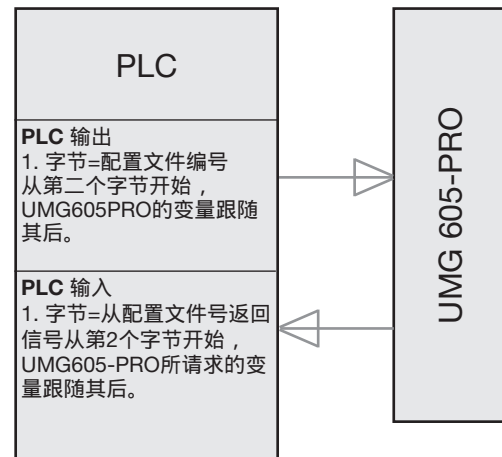 PLC
PLC 输出
1. 字节=配置文件编号
从第二个字节开始，
UMG605PRO的变量跟随
其后。
PLC 输入
1. 字节=从配置文件号返回
信号从第2个字节开始，
UMG605-PRO所请求的变
量跟随其后。
UMG 605-PRO